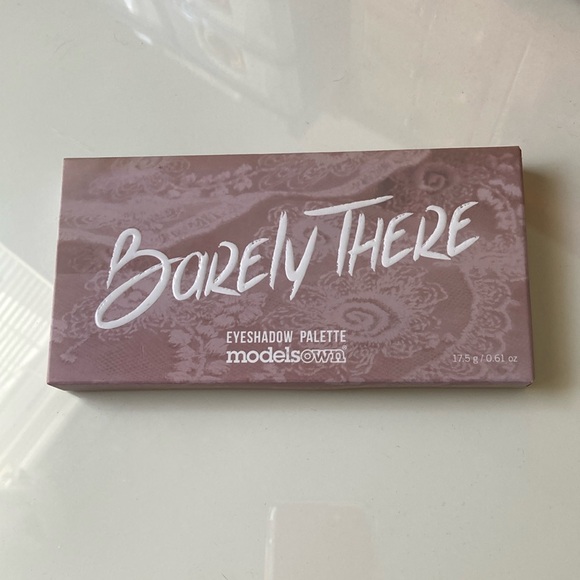 BARELY THERE
EYESHADOW PALETTE
modelsown
17.5 g / 0.61 oz